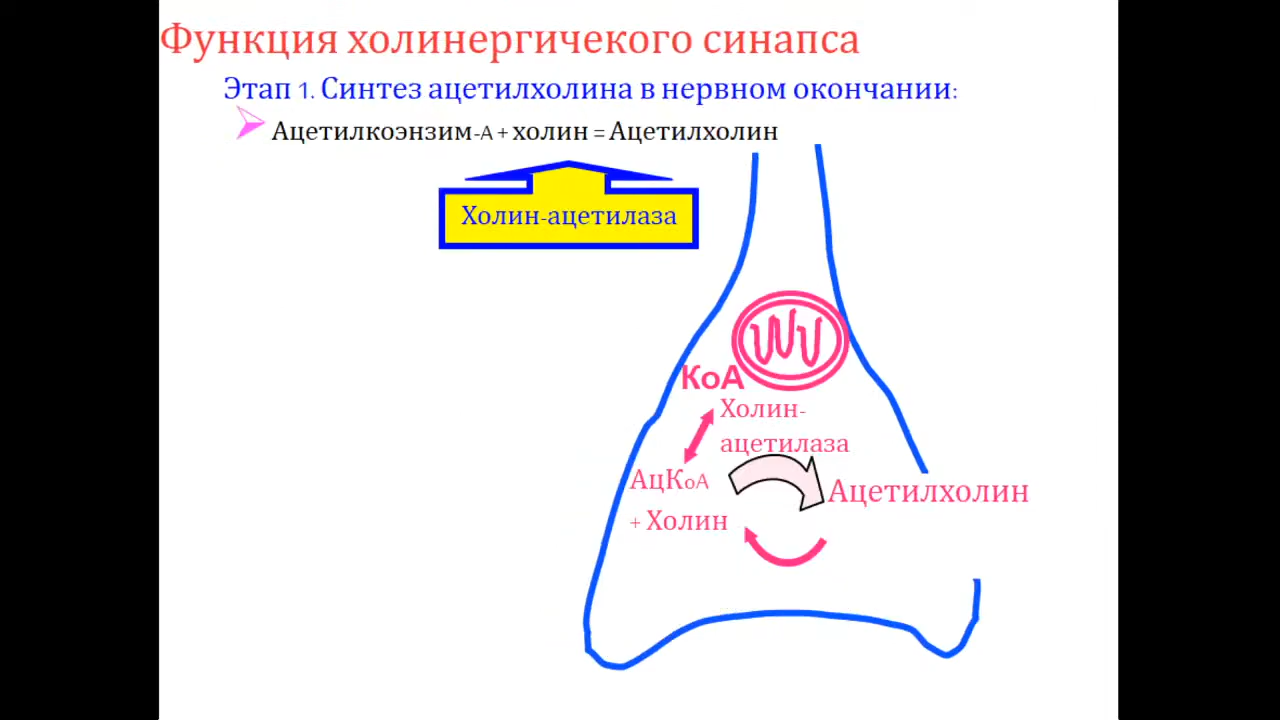 Функция холинергичекого синапса
Этап 1. Синтез ацетилхолина в нервном окончании:
Ацетилкоэнзим-А + холин = Ацетилхолин
Холин-ацетилаза
КоА
Холин-
ацетилаза
АцКоА
+ Холин
Ацетилхолин